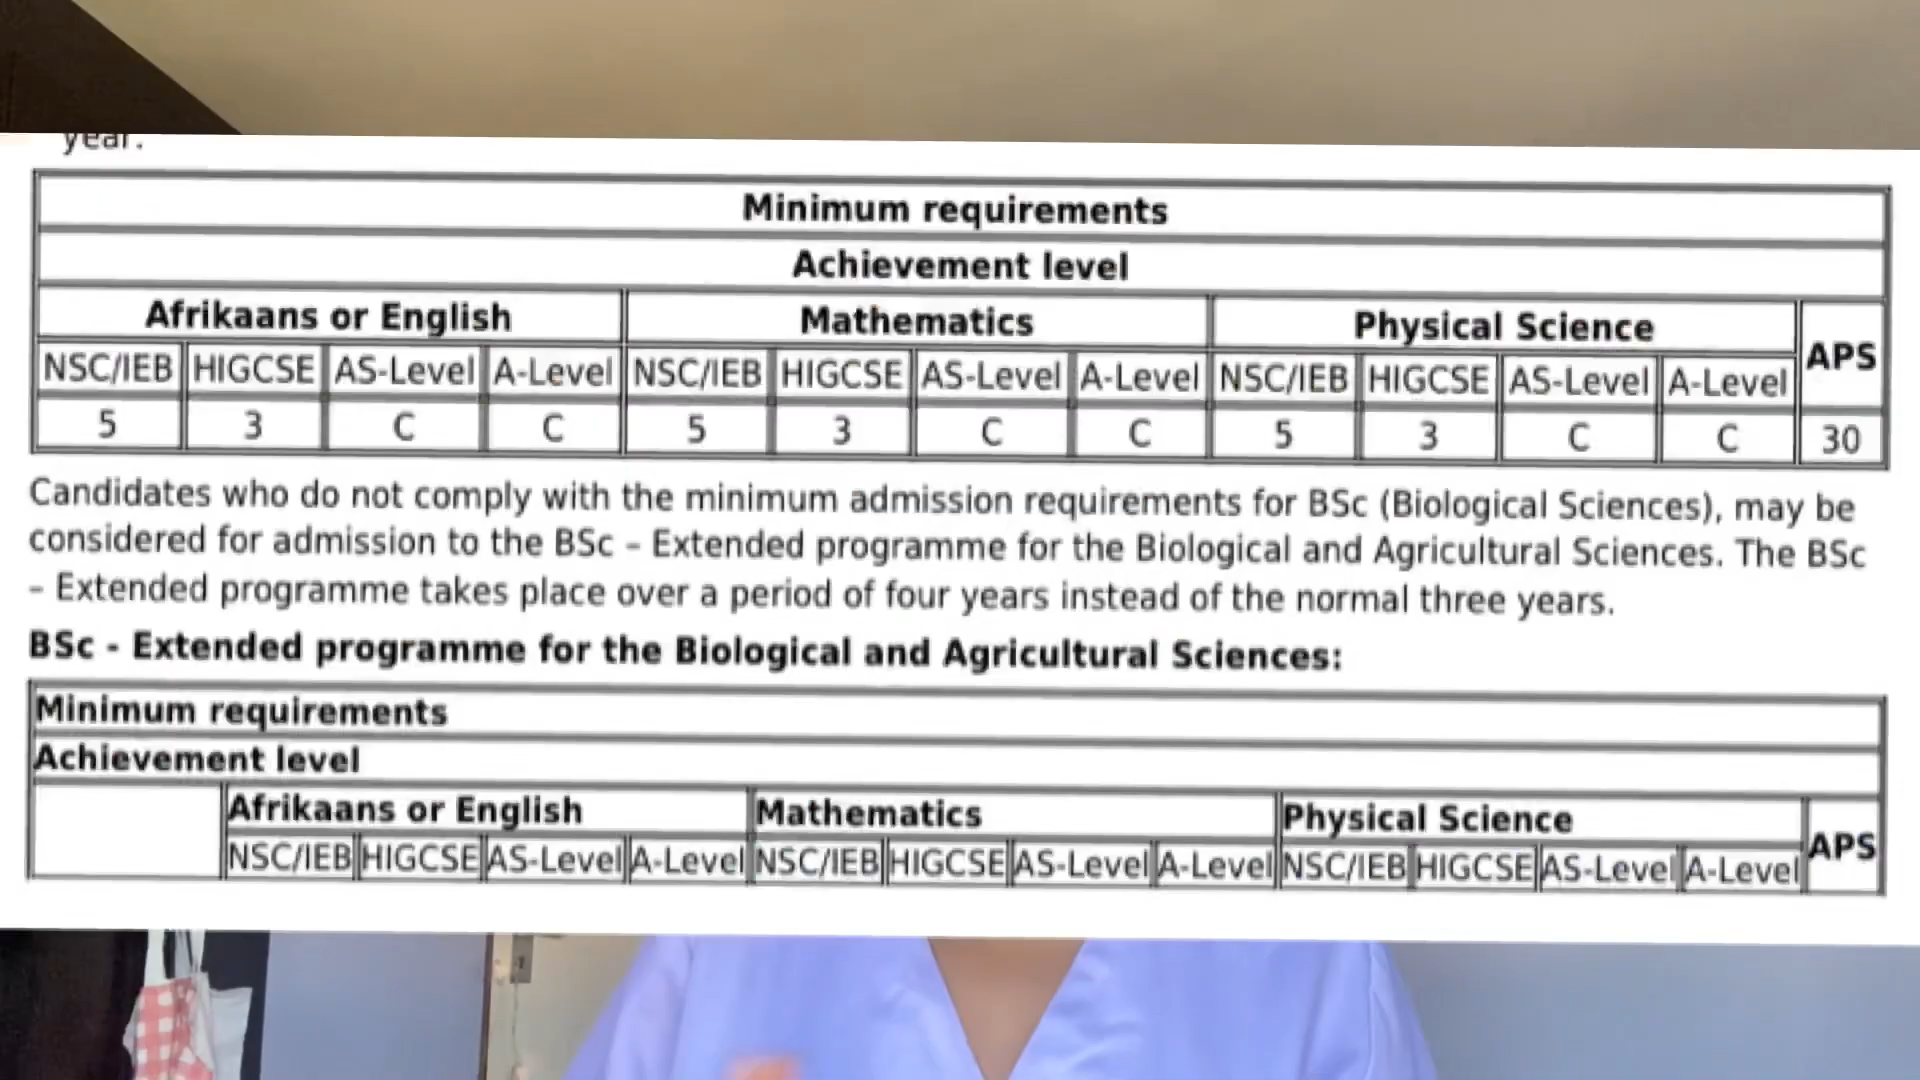 year.
Minimum requirements
Achievement level
Afrikaans or English Mathematics Physical Science APS
NSC/IEB HIGCSE AS-Level A-Level NSC/IEB HIGCSE AS-Level A-Level NSC/IEB HIGCSE AS-Level A-Level
5 3 C C 5 3 C C 5 3 C C 30
Candidates who do not comply with the minimum admission requirements for BSc (Biological Sciences), may be
considered for admission to the BSc – Extended programme for the Biological and Agricultural Sciences. The BSc
– Extended programme takes place over a period of four years instead of the normal three years.
BSc - Extended programme for the Biological and Agricultural Sciences:
Minimum requirements
Achievement level
Afrikaans or English Mathematics Physical Science APS
NSC/IEB HIGCSE AS-Level A-Level NSC/IEB HIGCSE AS-Level A-Level NSC/IEB HIGCSE AS-Level A-Level